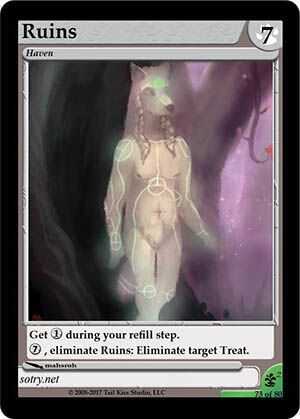 Ruins
7
Haven
Get 1 during your refill step.
7 , eliminate Ruins: Eliminate target Treat.
mahsroh
sotry.net
© 2008-2017 Tail Kiss Studio, LLC
73 of 80